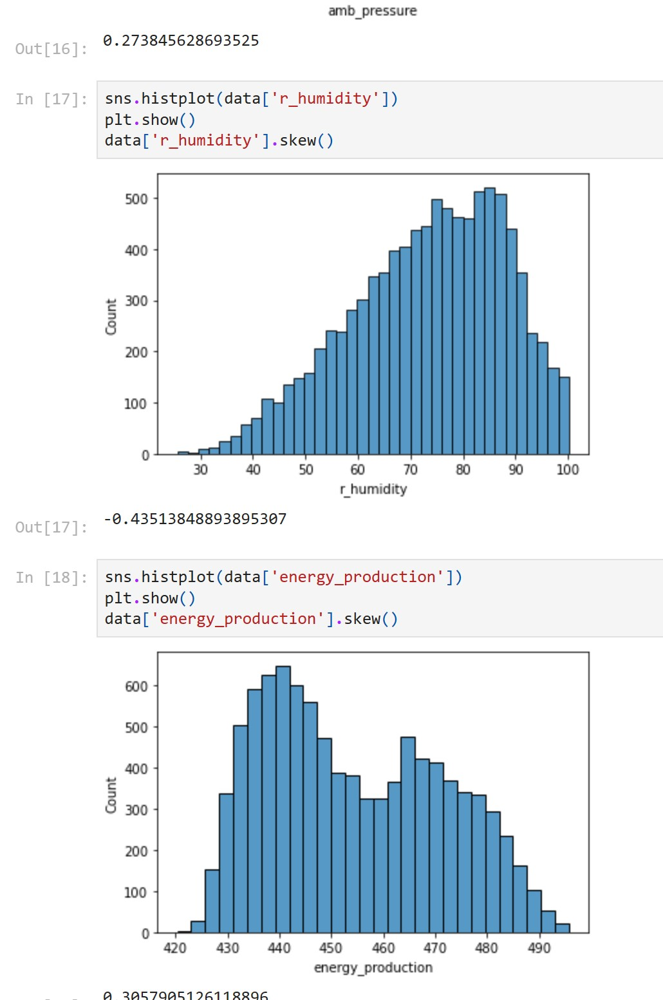 amb_pressure
Out[16]: 0.273845628693525
In [17]: sns.histplot(data['r_humidity'])
plt.show()
data['r_humidity'].skew()
500
400
300
200
100
0
Count
30 40 50 60 70 80 90 100
r_humidity
Out[17]: -0.43513848893895307
In [18]: sns.histplot(data['energy_production'])
plt.show()
data['energy_production'].skew()
600
500
400
300
200
100
0
Count
420 430 440 450 460 470 480 490
energy_production
0.3057905126118896